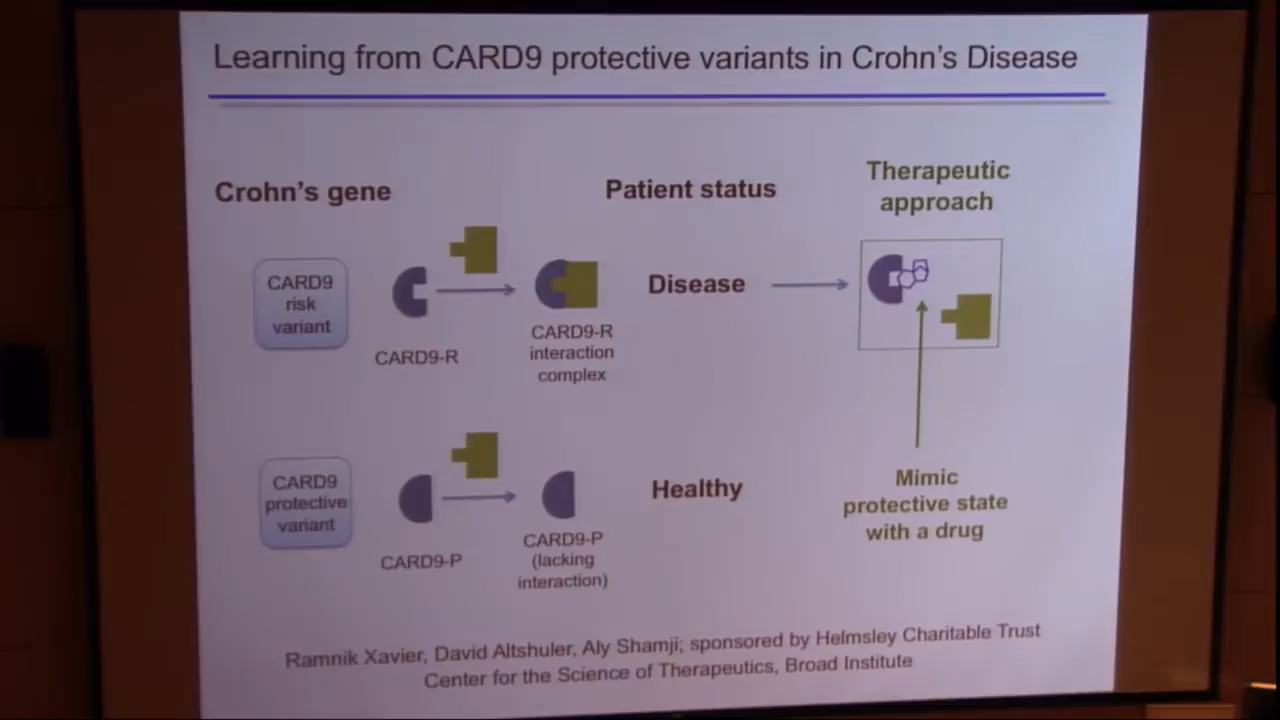 Learning from CARD9 protective variants in Crohn's Disease
Crohn's gene
Patient status
Therapeutic
approach
CARD9
risk
variant
CARD9-R
CARD9-R
interaction
complex
Disease
CARD9
protective
variant
CARD9-P
CARD9-P
(lacking
interaction)
Healthy
Mimic
protective state
with a drug
Ramnik Xavier, David Altshuler, Aly Shamji; sponsored by Helmsley Charitable Trust
Center for the Science of Therapeutics, Broad Institute